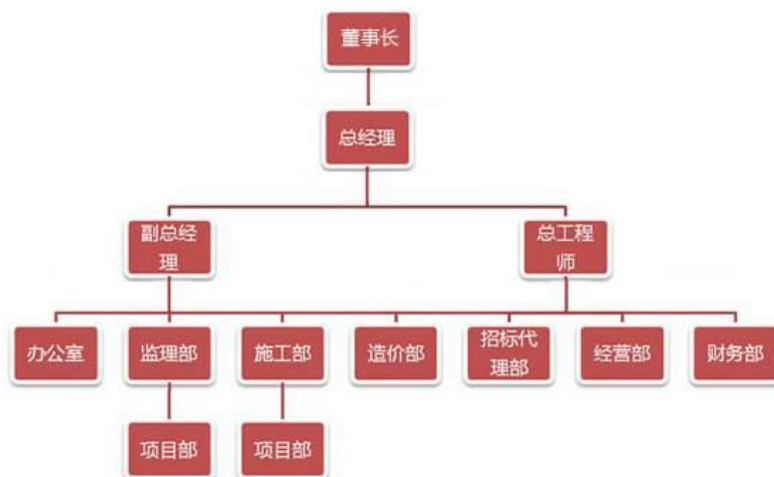 董事长
总经理
副总经
理
总工程
师
办公室
监理部
施工部
造价部
招标代
理部
经营部
财务部
项目部
项目部